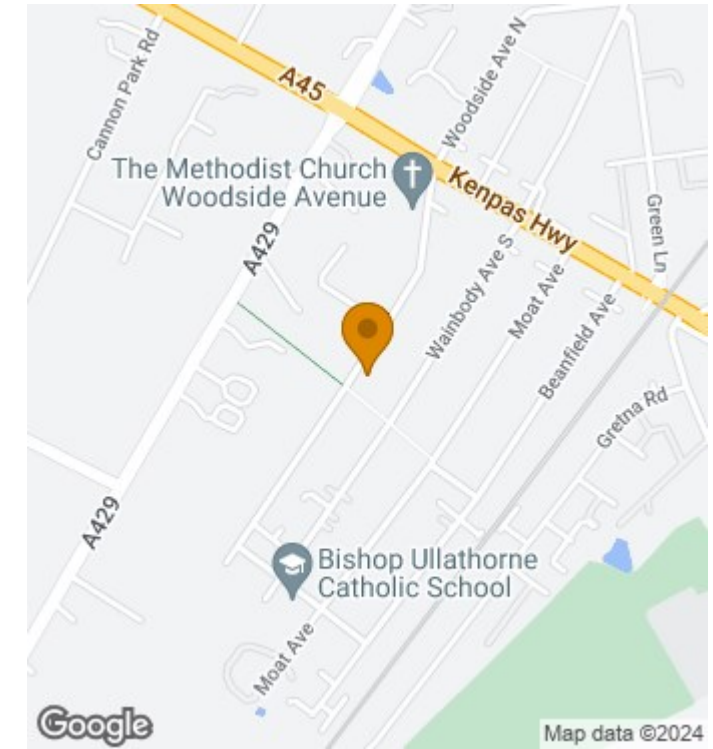 Cannon Park Rd
A45
Woodside Ave N
The Methodist Church
Woodside Avenue
Kenpas Hwy
Green Ln
A429
Wainbody Ave S
Moat Ave
Beanfield Ave
Gretna Rd
A429
Bishop Ullathorne
Catholic School
Moat Ave
Google
Map data ©2024